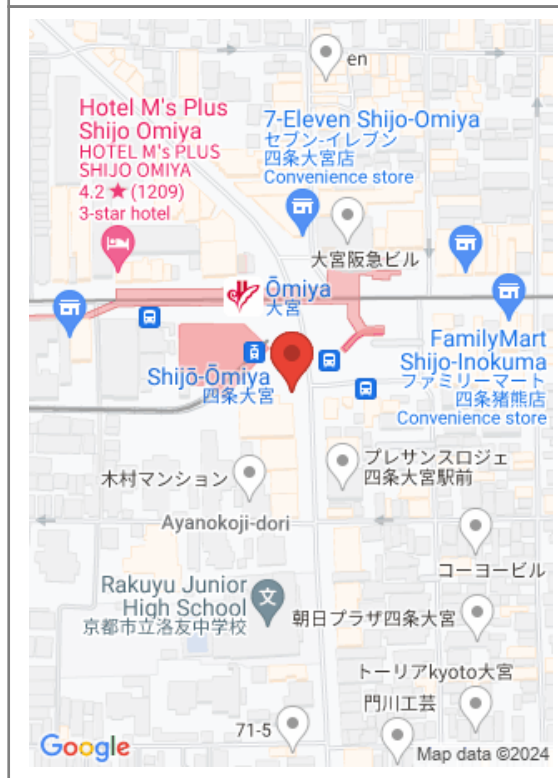 en
Hotel M's Plus
Shijo Omiya
HOTEL M's PLUS
SHIJO OMIYA
4.2 ★ (1209)
3-star hotel
7-Eleven Shijo-Omiya
セブン-イレブン
四条大宮店
Convenience store
大宮阪急ビル
Ōmiya
大宮
Shijō-Ōmiya
四条大宮
FamilyMart
Shijo-Inokuma
ファミリーマート
四条猪熊店
Convenience store
木村マンション
プレサンスロジェ
四条大宮駅前
Ayanokoji-dori
コーヨービル
Rakuyu Junior
High School
京都市立洛友中学校
文
朝日プラザ四条大宮
トーリアkyoto大宮
門川工芸
71-5
Google
Map data ©2024